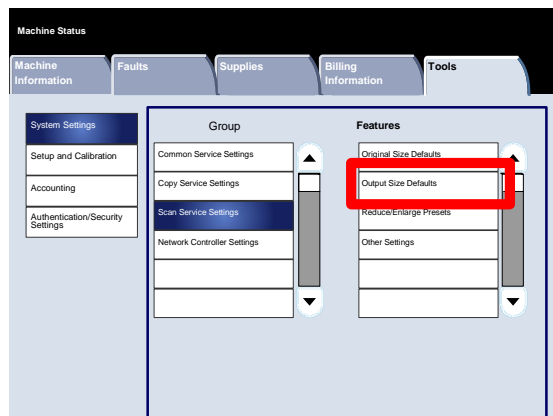 Machine Status
Machine
Information
Faults
Supplies
Billing
Information
Tools
System Settings
Setup and Calibration
Accounting
Authentication/Security
Settings
Group
Common Service Settings
Copy Service Settings
Scan Service Settings
Network Controller Settings
Features
Original Size Defaults
Output Size Defaults
Reduce/Enlarge Presets
Other Settings